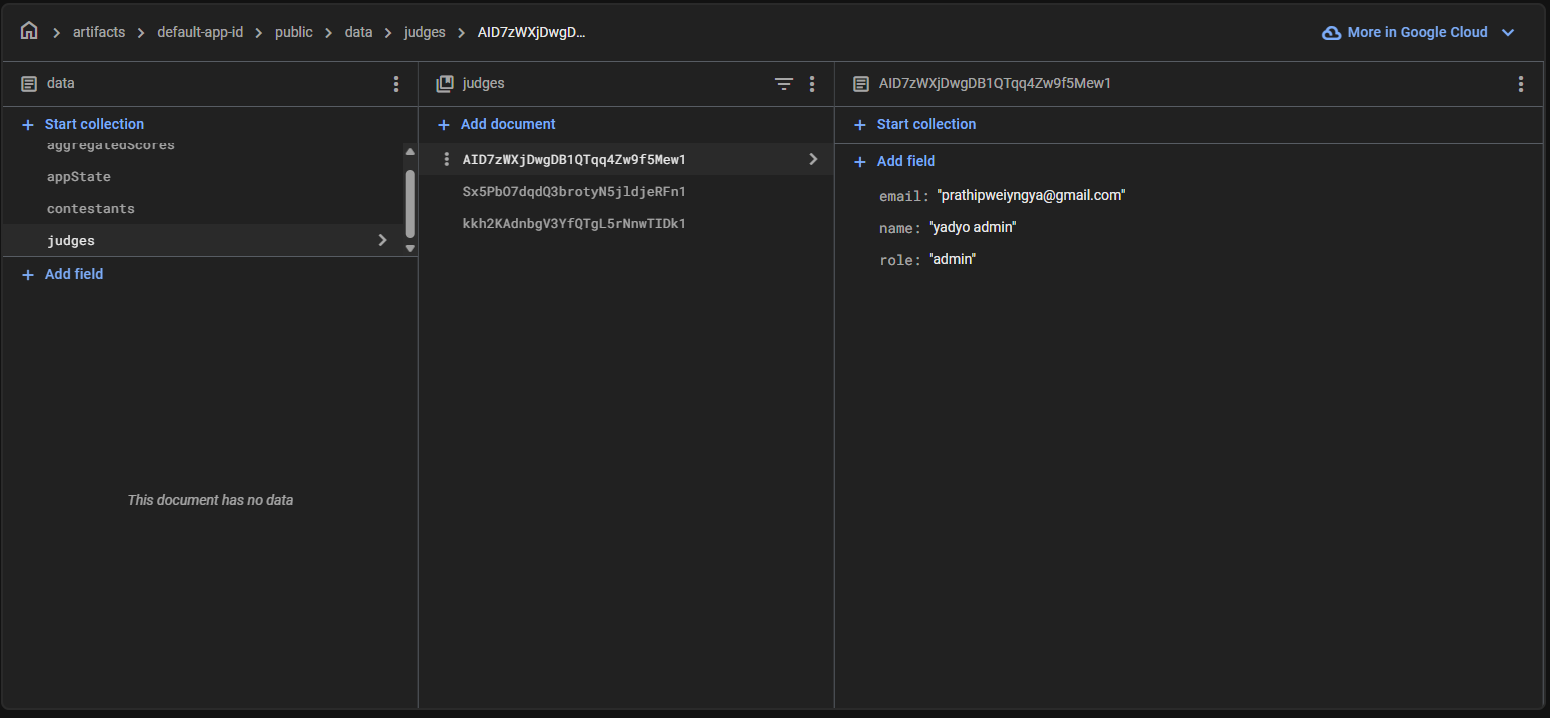 artifacts > default-app-id > public > data > judges > AID7zWXjDwgD...
More in Google Cloud
data
+ Start collection
aggregatedScores
appState
contestants
judges
+ Add field
This document has no data
judges
+ Add document
AID7zWXjDwgDB1QTqq4Zw9f5Mew1
Sx5PbO7dqdQ3brotyN5jldjeRFn1
kkh2KAdnbgV3YfQTgL5rNnwTIDk1
AID7zWXjDwgDB1QTqq4Zw9f5Mew1
+ Start collection
+ Add field
email: "prathipweiyngya@gmail.com"
name: "yadyo admin"
role: "admin"